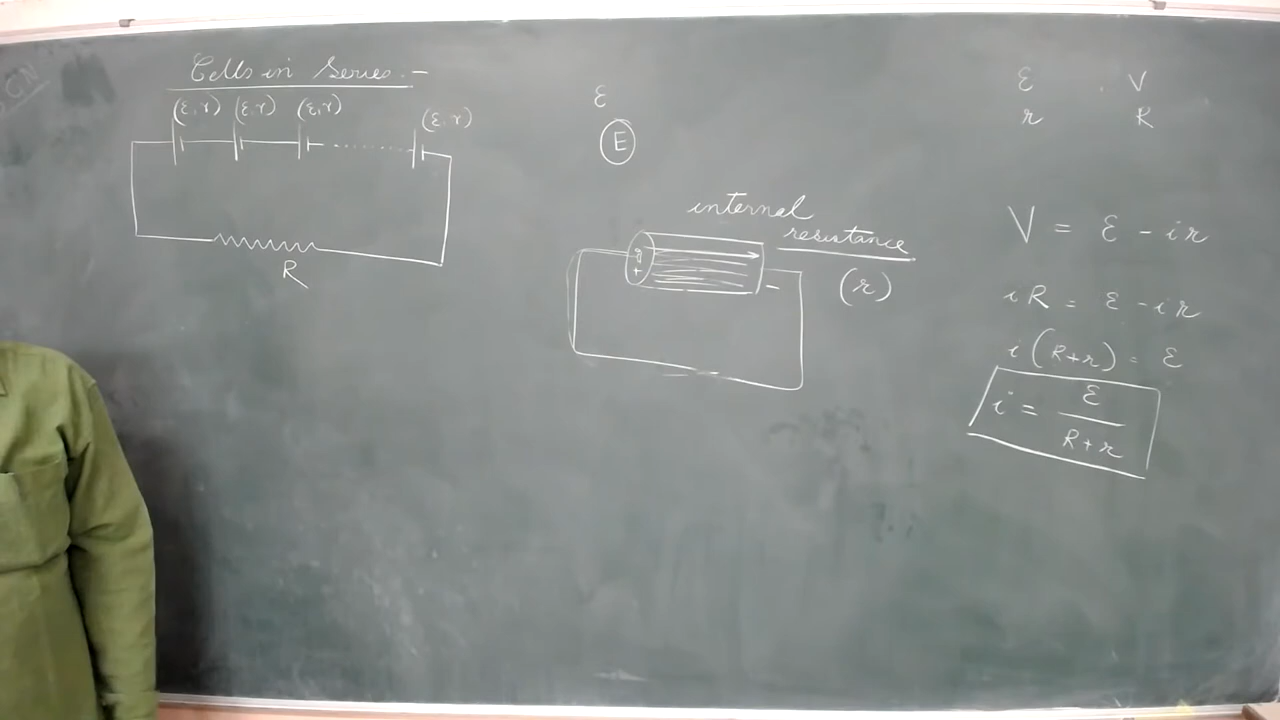 Cells in Series.-
(ε,r) (ε,r) (ε,r) (ε,r)
R
ε
E
internal
resistance
(r)
q
+
-
ε , V
r R
V = ε - ir
iR = ε - ir
i(R+r) = ε
i = ε
R+r